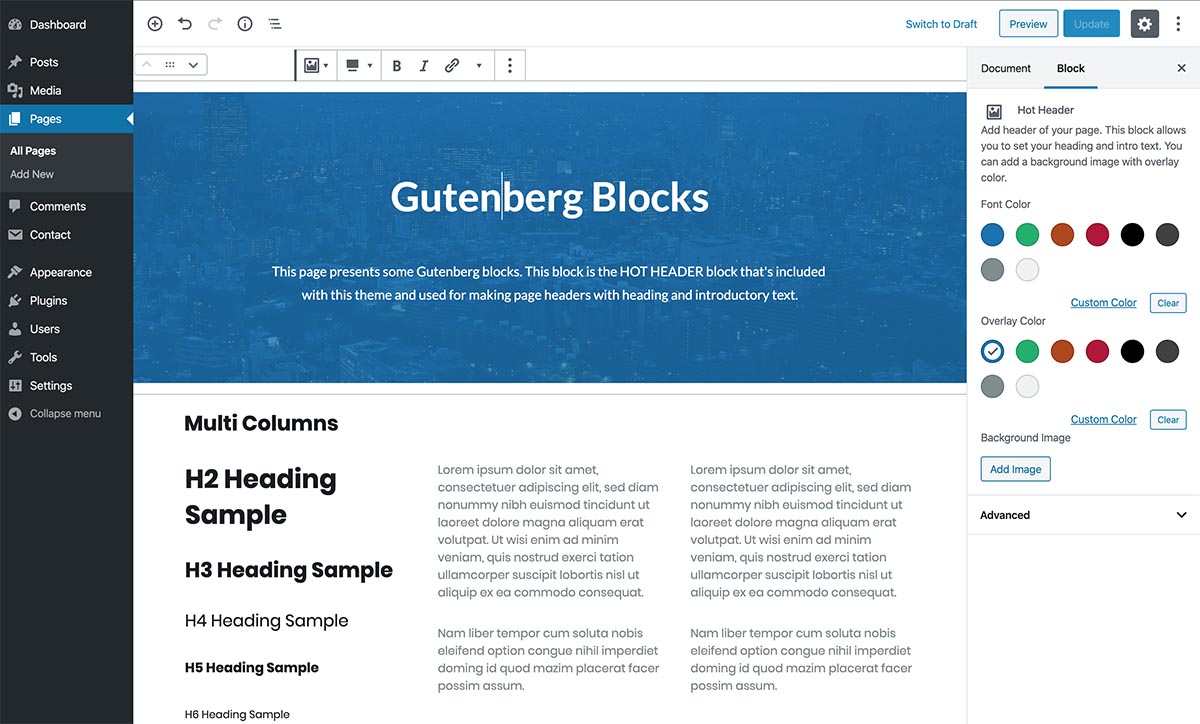 Dashboard
Posts
Media
Pages
All Pages
Add New
Comments
Contact
Appearance
Plugins
Users
Tools
Settings
Collapse menu
Switch to Draft
Preview
Update
B
I
Gutenberg Blocks
This page presents some Gutenberg blocks. This block is the HOT HEADER block that's included
with this theme and used for making page headers with heading and introductory text.
Multi Columns
H2 Heading
Sample
H3 Heading Sample
H4 Heading Sample
H5 Heading Sample
H6 Heading Sample
Lorem ipsum dolor sit amet,
consectetuer adipiscing elit, sed diam
nonummy nibh euismod tincidunt ut
laoreet dolore magna aliquam erat
volutpat. Ut wisi enim ad minim
veniam, quis nostrud exerci tation
ullamcorper suscipit lobortis nisl ut
aliquip ex ea commodo consequat.
Nam liber tempor cum soluta nobis
eleifend option congue nihil imperdiet
doming id quod mazim placerat facer
possim assum.
Lorem ipsum dolor sit amet,
consectetuer adipiscing elit, sed diam
nonummy nibh euismod tincidunt ut
laoreet dolore magna aliquam erat
volutpat. Ut wisi enim ad minim
veniam, quis nostrud exerci tation
ullamcorper suscipit lobortis nisl ut
aliquip ex ea commodo consequat.
Nam liber tempor cum soluta nobis
eleifend option congue nihil imperdiet
doming id quod mazim placerat facer
possim assum.
Document
Block
Hot Header
Add header of your page. This block allows
you to set your heading and intro text. You
can add a background image with overlay
color.
Font Color
Custom Color
Clear
Overlay Color
Custom Color
Clear
Background Image
Add Image
Advanced